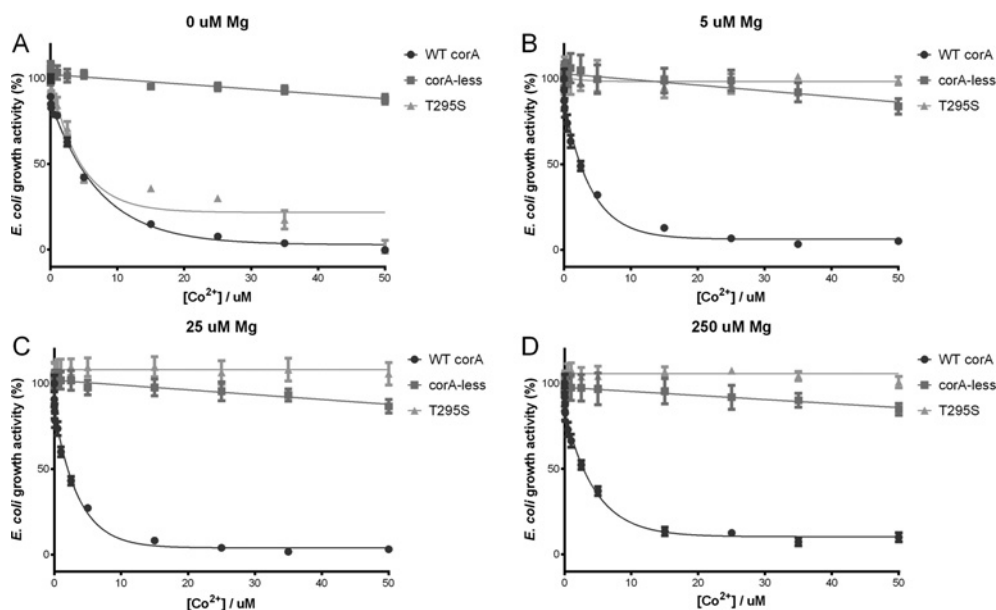 A
0 uM Mg
E. coli growth activity (%)
100
50
0
0
10
20
30
40
50
[Co²⁺] / uM
WT corA
corA-less
T295S
B
5 uM Mg
E. coli growth activity (%)
100
50
0
0
10
20
30
40
50
[Co²⁺] / uM
WT corA
corA-less
T295S
C
25 uM Mg
E. coli growth activity (%)
100
50
0
0
10
20
30
40
50
[Co²⁺] / uM
WT corA
corA-less
T295S
D
250 uM Mg
E. coli growth activity (%)
100
50
0
0
10
20
30
40
50
[Co²⁺] / uM
WT corA
corA-less
T295S